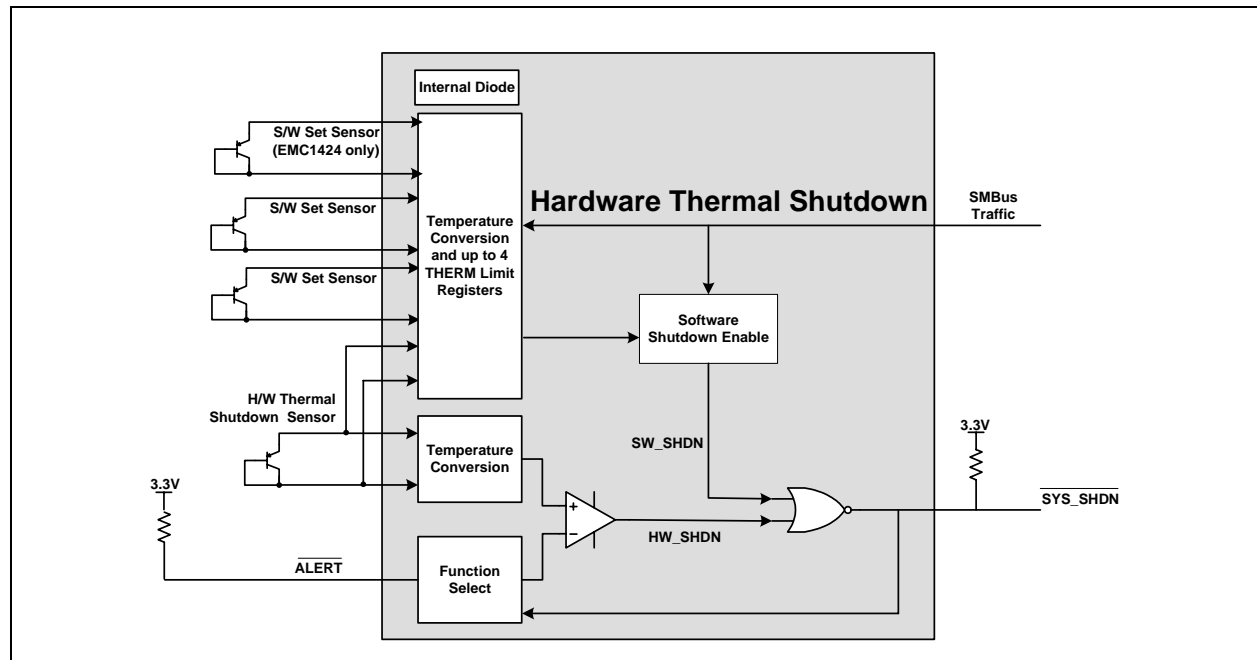 Internal Diode
S/W Set Sensor
(EMC1424 only)
S/W Set Sensor
S/W Set Sensor
Temperature
Conversion
and up to 4
THERM Limit
Registers
Hardware Thermal Shutdown
SMBus
Traffic
Software
Shutdown Enable
H/W Thermal
Shutdown Sensor
SW_SHDN
3.3V
Temperature
Conversion
3.3V
+
−
HW_SHDN
SYS_SHDN
ALERT
Function
Select